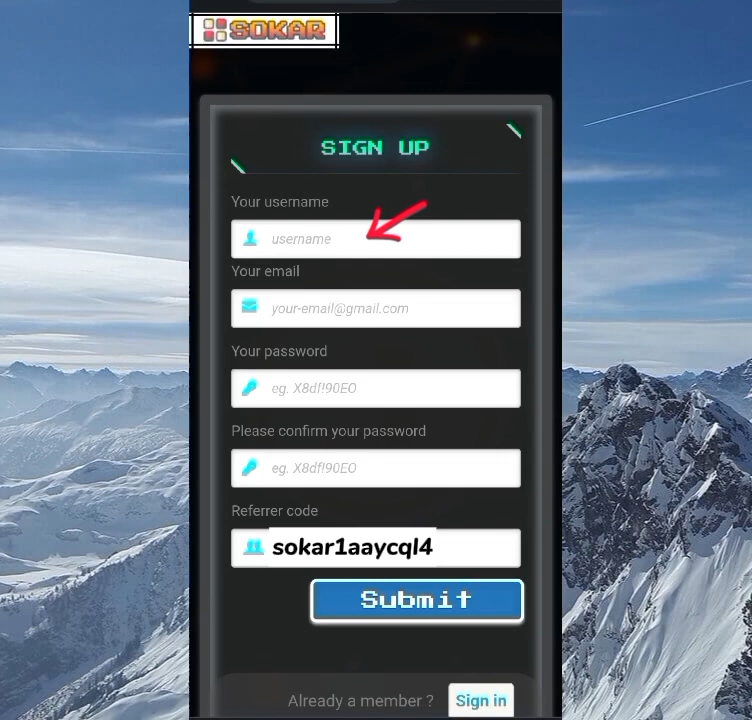 SOKAR
SIGN UP
Your username
username
Your email
your-email@gmail.com
Your password
eg. X8df!90EO
Please confirm your password
eg. X8df!90EO
Referrer code
sokar1aaycql4
Submit
Already a member ? Sign in